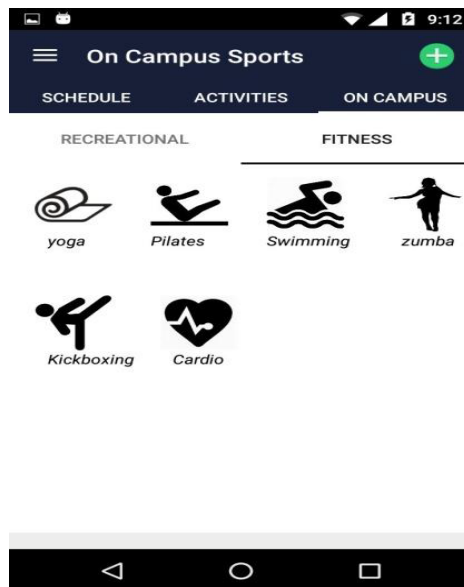 9:12
On Campus Sports
SCHEDULE ACTIVITIES ON CAMPUS
RECREATIONAL FITNESS
yoga Pilates Swimming zumba
Kickboxing Cardio